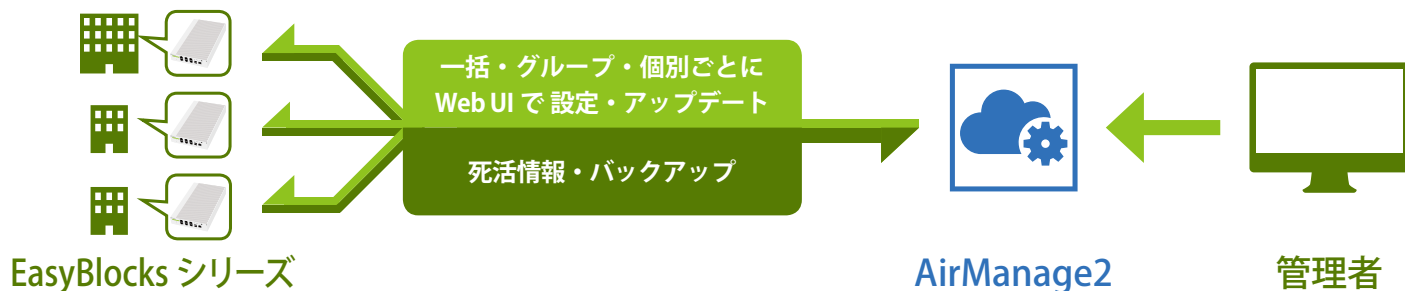 一括・グループ・個別ごとに
Web UI で 設定・アップデート
死活情報・バックアップ
EasyBlocks シリーズ
AirManage2
管理者